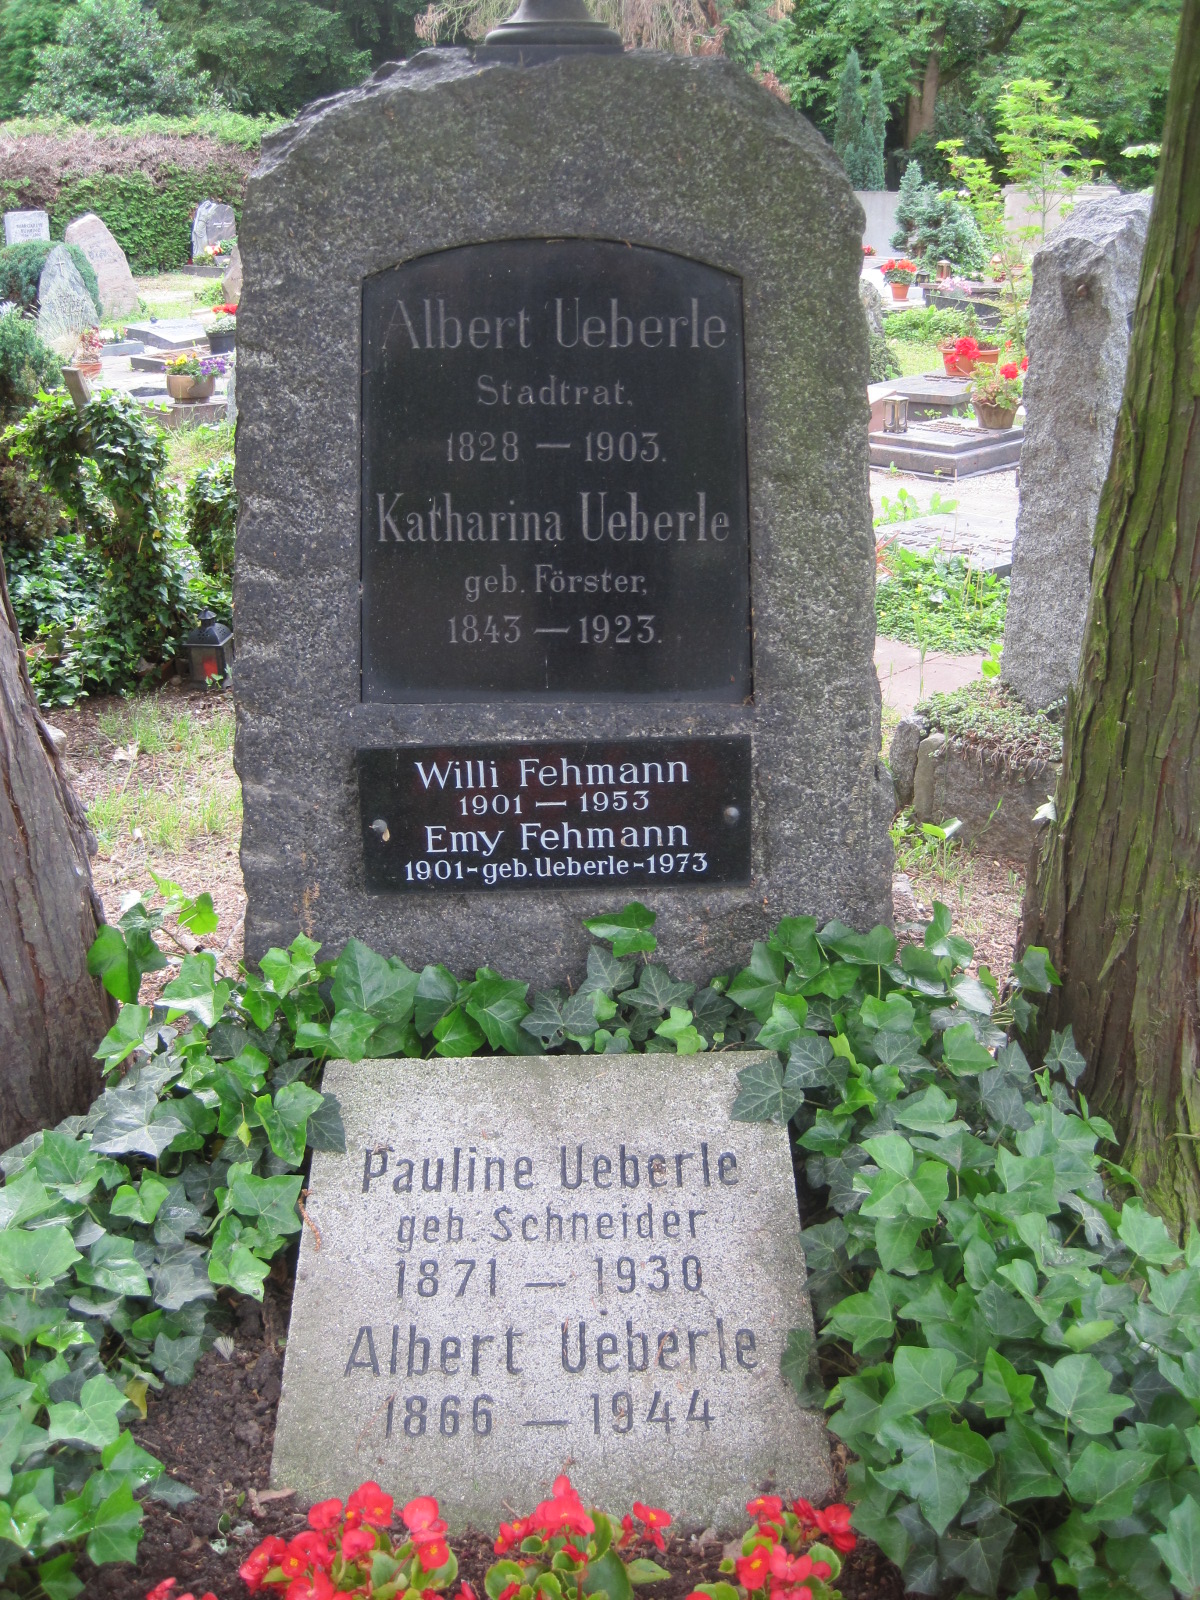 Albert Ueberle
Stadtrat.
1828 — 1903.
Katharina Ueberle
geb. Förster,
1843 — 1923.
Willi Fehmann
1901 — 1953
Emy Fehmann
1901-geb.Ueberle-1973
Pauline Ueberle
geb. Schneider
1871 — 1930
Albert Ueberle
1866 — 1944